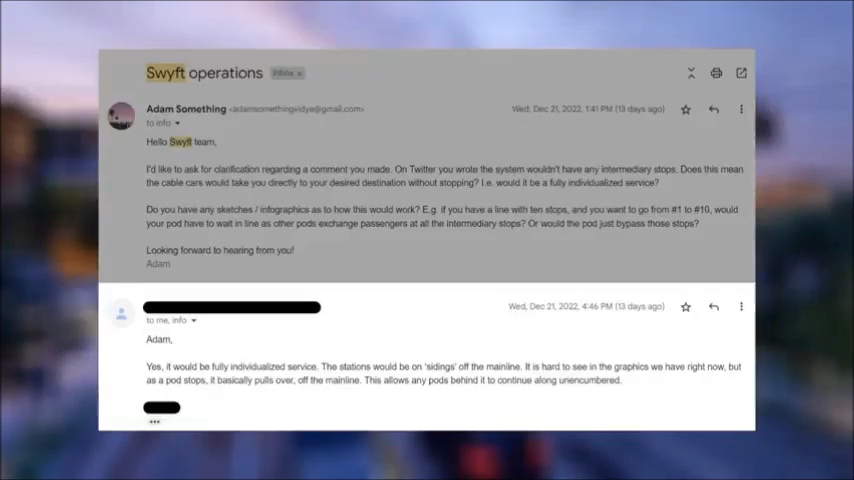 Swyft operations Inbox x
Adam Something <adamsomethingvidya@gmail.com> Wed, Dec 21, 2022, 1:41 PM (13 days ago)
to info
Hello Swyft team,
I'd like to ask for clarification regarding a comment you made. On Twitter you wrote the system wouldn't have any intermediary stops. Does this mean
the cable cars would take you directly to your desired destination without stopping? I.e. would it be a fully individualized service?
Do you have any sketches / infographics as to how this would work? E.g. if you have a line with ten stops, and you want to go from #1 to #10, would
your pod have to wait in line as other pods exchange passengers at all the intermediary stops? Or would the pod just bypass those stops?
Looking forward to hearing from you!
Adam
Wed, Dec 21, 2022, 4:46 PM (13 days ago)
to me, info
Adam,
Yes, it would be fully individualized service. The stations would be on 'sidings' off the mainline. It is hard to see in the graphics we have right now, but
as a pod stops, it basically pulls over, off the mainline. This allows any pods behind it to continue along unencumbered.